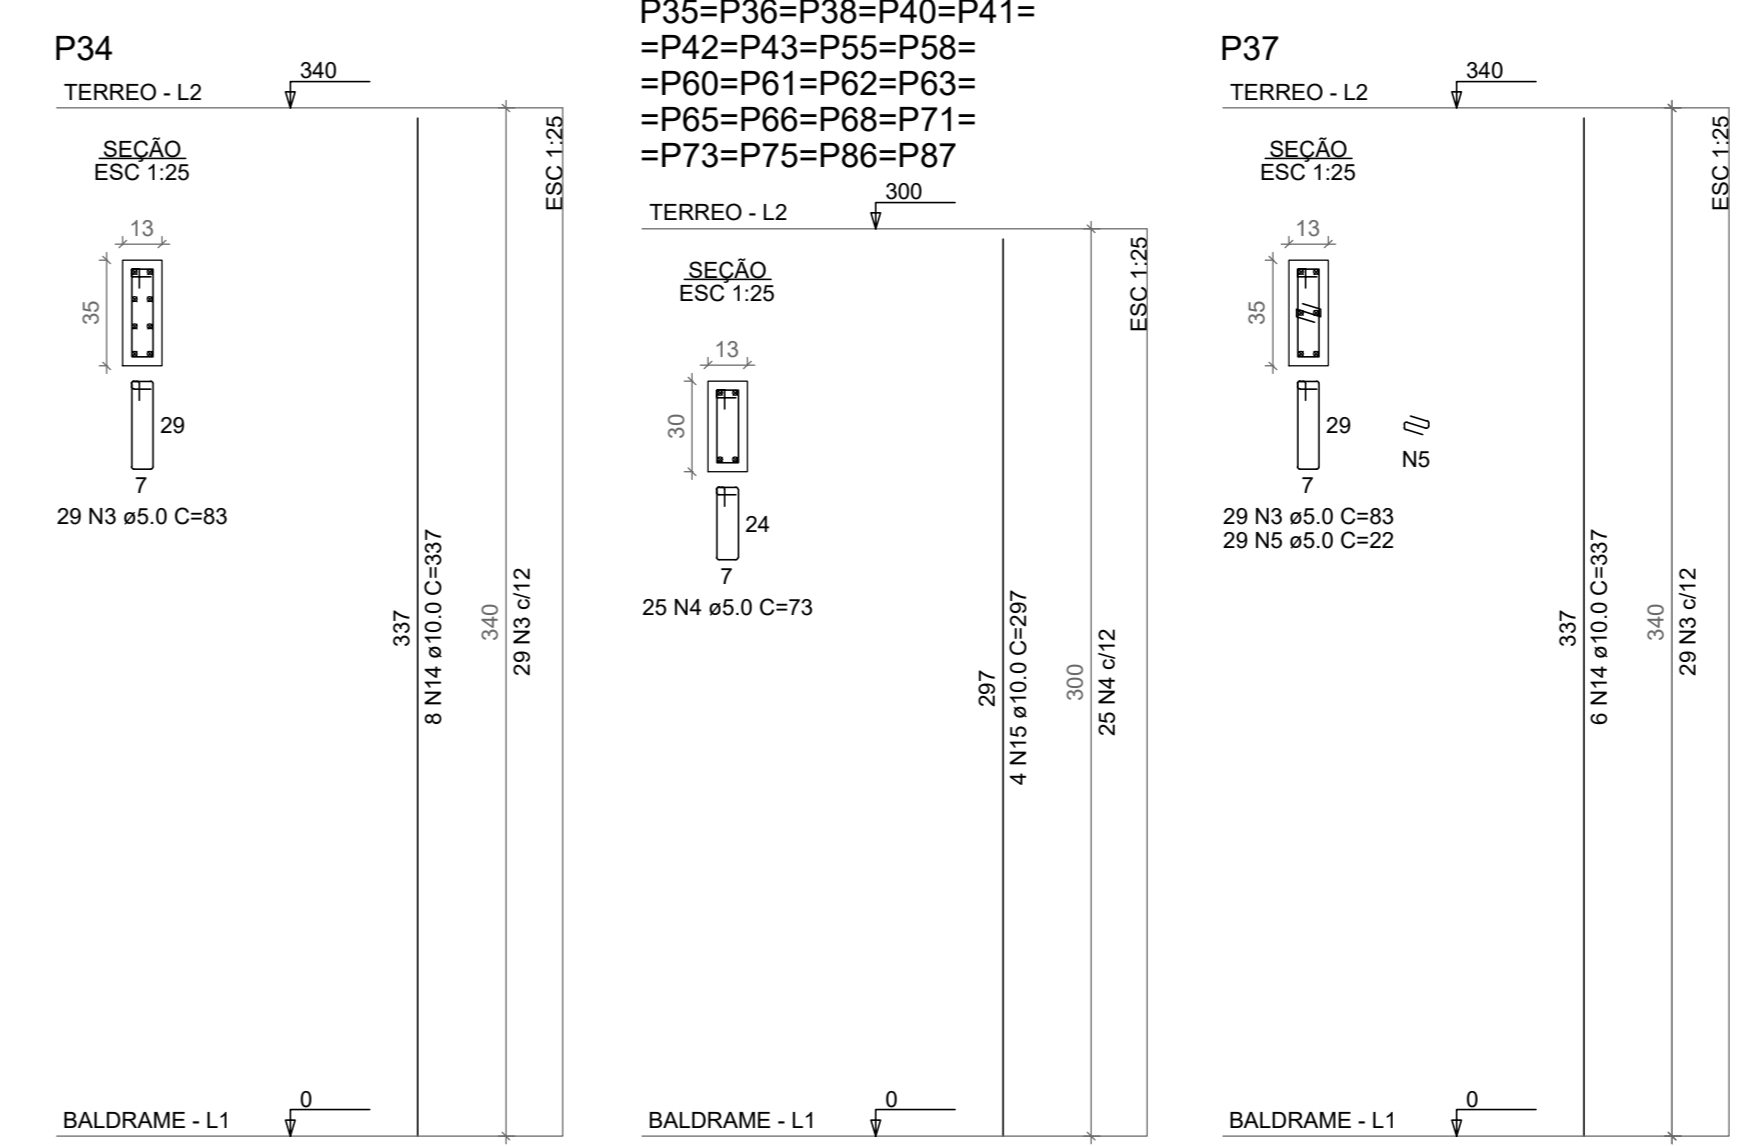 P34
TERREO - L2
340
SEÇÃO
ESC 1:25
ESC 1:25
13
35
29
7
29 N3 ø5.0 C=83
337
8 N14 ø10.0 C=337
340
29 N3 c/12
BALDRAME - L1
0
P35=P36=P38=P40=P41=
=P42=P43=P55=P58=
=P60=P61=P62=P63=
=P65=P66=P68=P71=
=P73=P75=P86=P87
TERREO - L2
300
SEÇÃO
ESC 1:25
ESC 1:25
13
30
24
7
25 N4 ø5.0 C=73
297
4 N15 ø10.0 C=297
300
25 N4 c/12
BALDRAME - L1
0
P37
TERREO - L2
340
SEÇÃO
ESC 1:25
ESC 1:25
13
35
29
N5
7
29 N3 ø5.0 C=83
29 N5 ø5.0 C=22
337
6 N14 ø10.0 C=337
340
29 N3 c/12
BALDRAME - L1
0